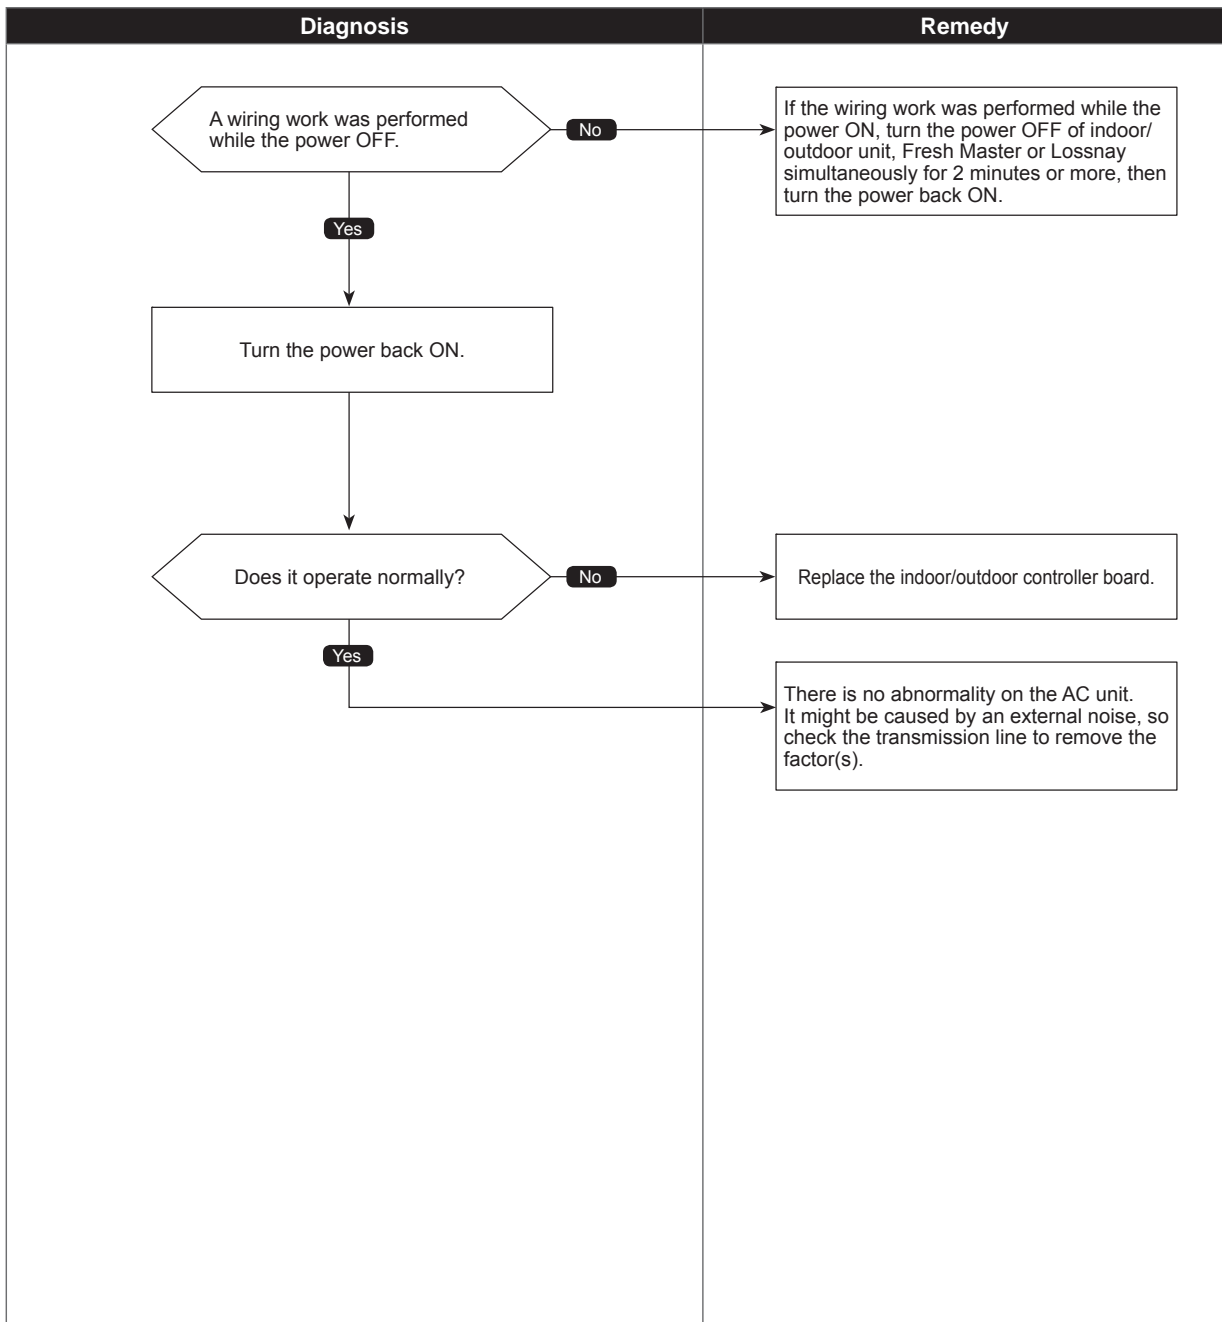 Diagnosis
Remedy
A wiring work was performed
while the power OFF.
No
If the wiring work was performed while the
power ON, turn the power OFF of indoor/
outdoor unit, Fresh Master or Lossnay
simultaneously for 2 minutes or more, then
turn the power back ON.
Yes
Turn the power back ON.
Does it operate normally?
No
Replace the indoor/outdoor controller board.
Yes
There is no abnormality on the AC unit.
It might be caused by an external noise, so
check the transmission line to remove the
factor(s).